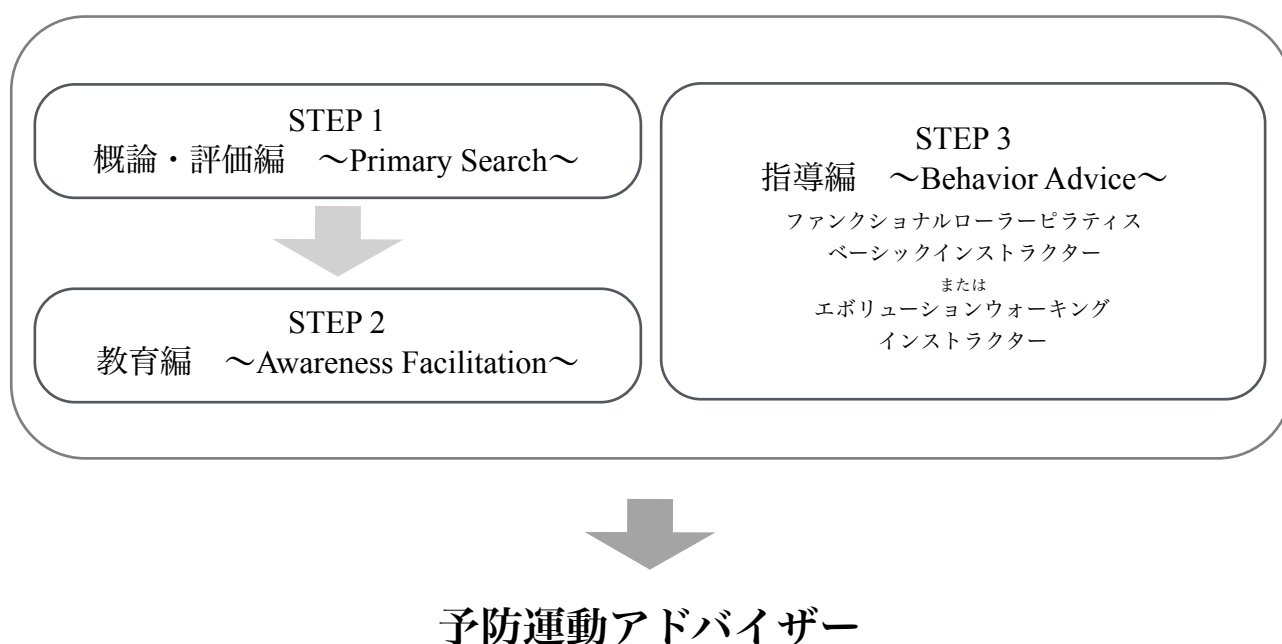 STEP 1
概論・評価編　〜Primary Search〜
STEP 2
教育編　〜Awareness Facilitation〜
STEP 3
指導編　〜Behavior Advice〜
ファンクショナルローラーピラティス
ベーシックインストラクター
または
エボリューションウォーキング
インストラクター
予防運動アドバイザー